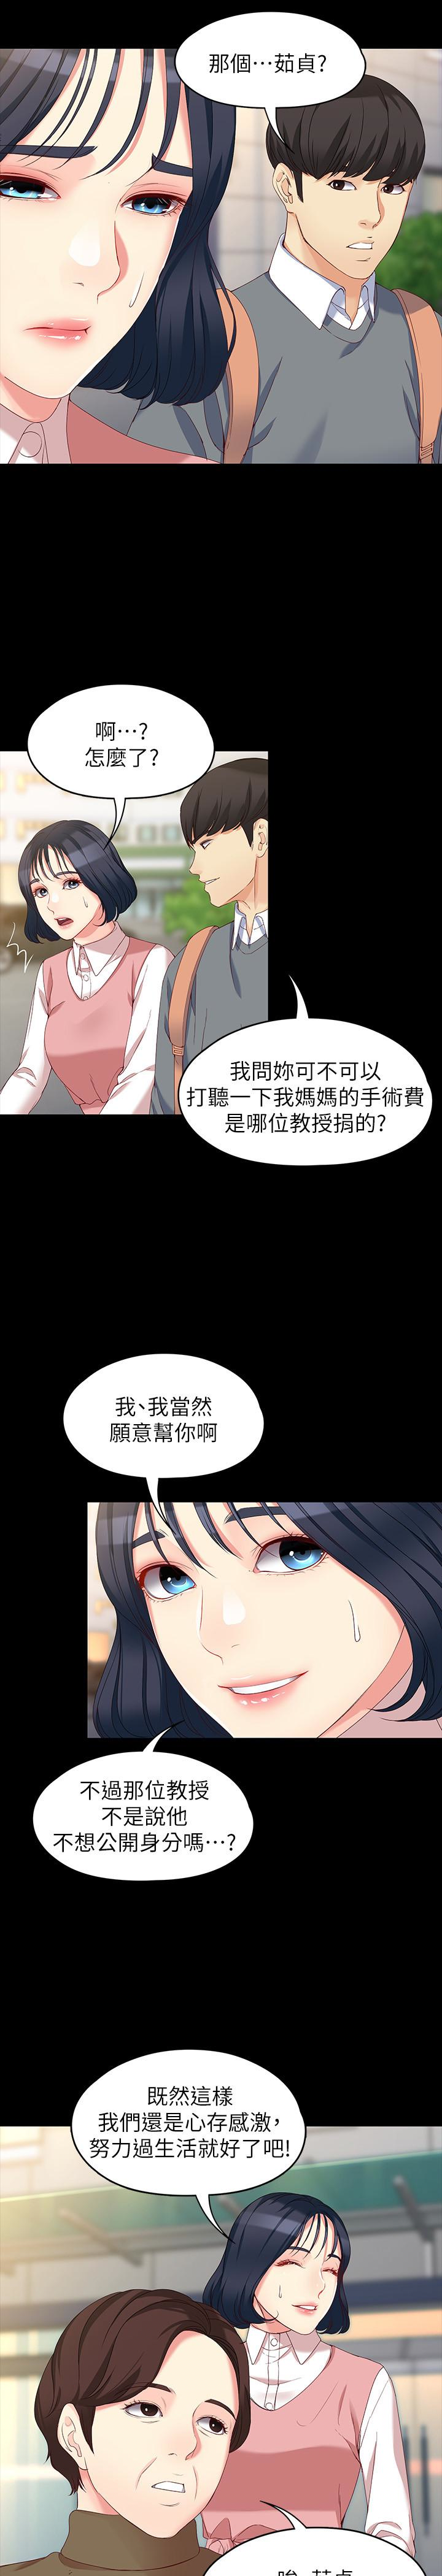 那個⋯茹貞?
啊⋯?
怎麼了?
我問妳可不可以
打聽一下我媽媽的手術費
是哪位教授捐的?
我、我當然
願意幫你啊
不過那位教授
不是說他
不想公開身分嗎⋯?
既然這樣
我們還是心存感激,
努力過生活就好了吧!